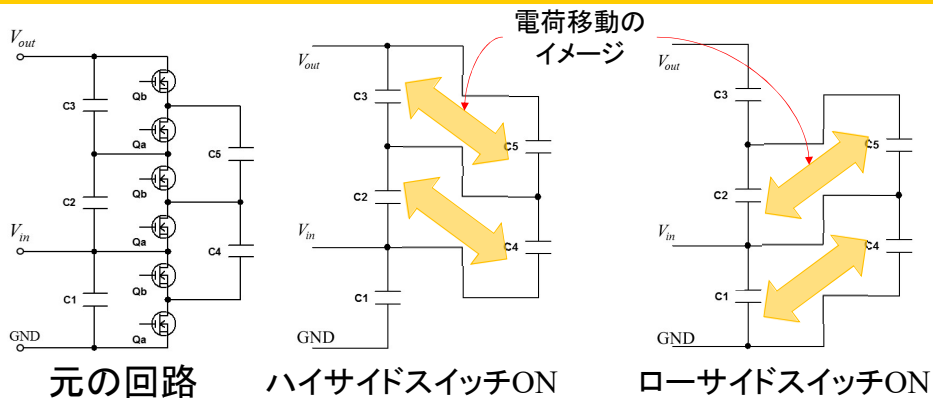 電荷移動の
イメージ
Vout
Qb
C3
Qa
C5
Qb
C2
Vin
Qa
C4
Qb
C1
GND
Qa
元の回路
Vout
C3
C5
C2
Vin
C4
C1
GND
ハイサイドスイッチON
Vout
C3
C5
C2
Vin
C4
C1
GND
ローサイドスイッチON